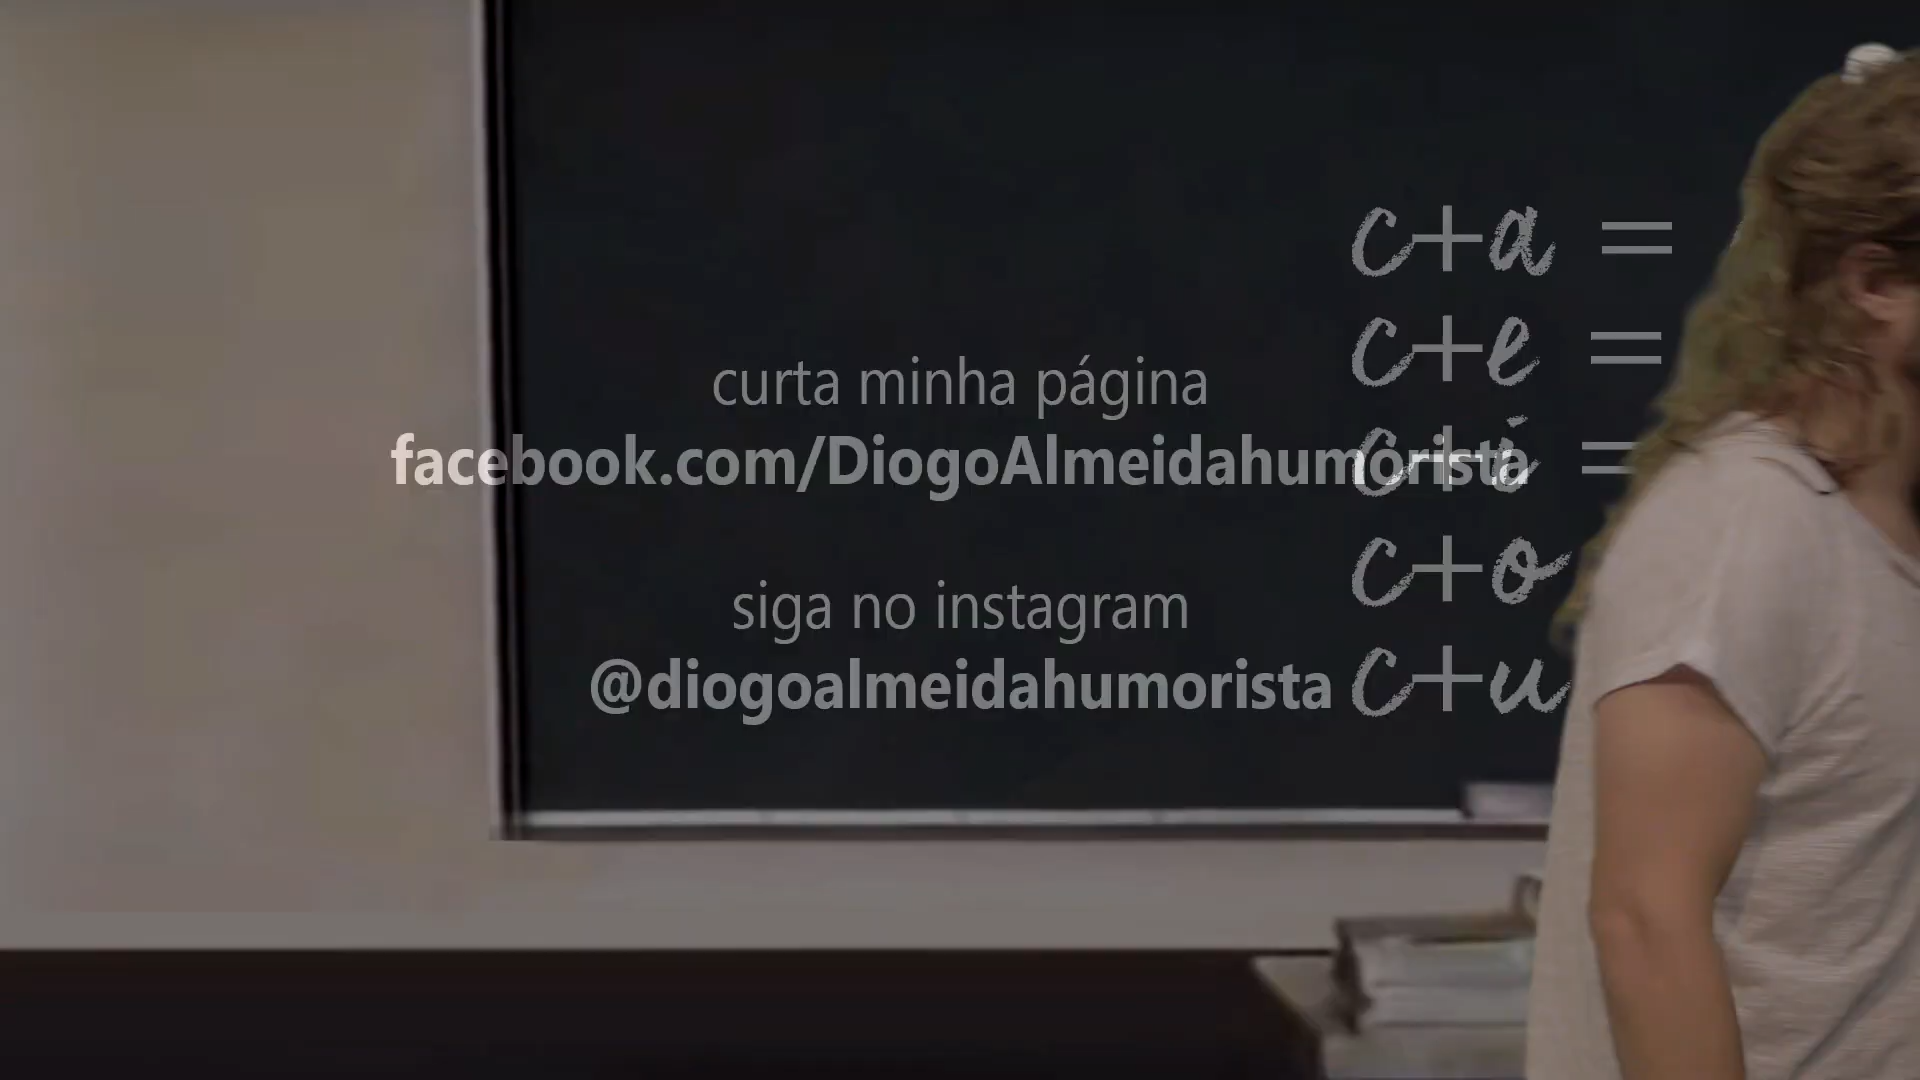 curta minha página
facebook.com/DiogoAlmeidahumorista
siga no instagram
@diogoalmeidahumorista
c+a =
c+e =
c+i =
c+o
c+u